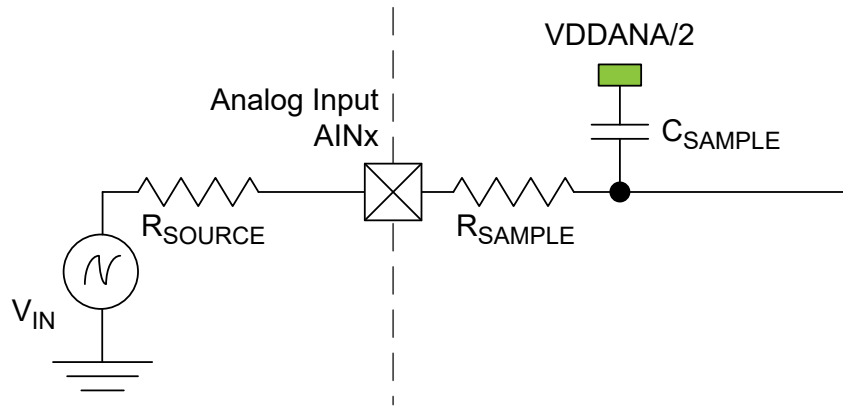 VDDANA/2
Analog Input
AINx
CSAMPLE
RSOURCE
RSAMPLE
VIN